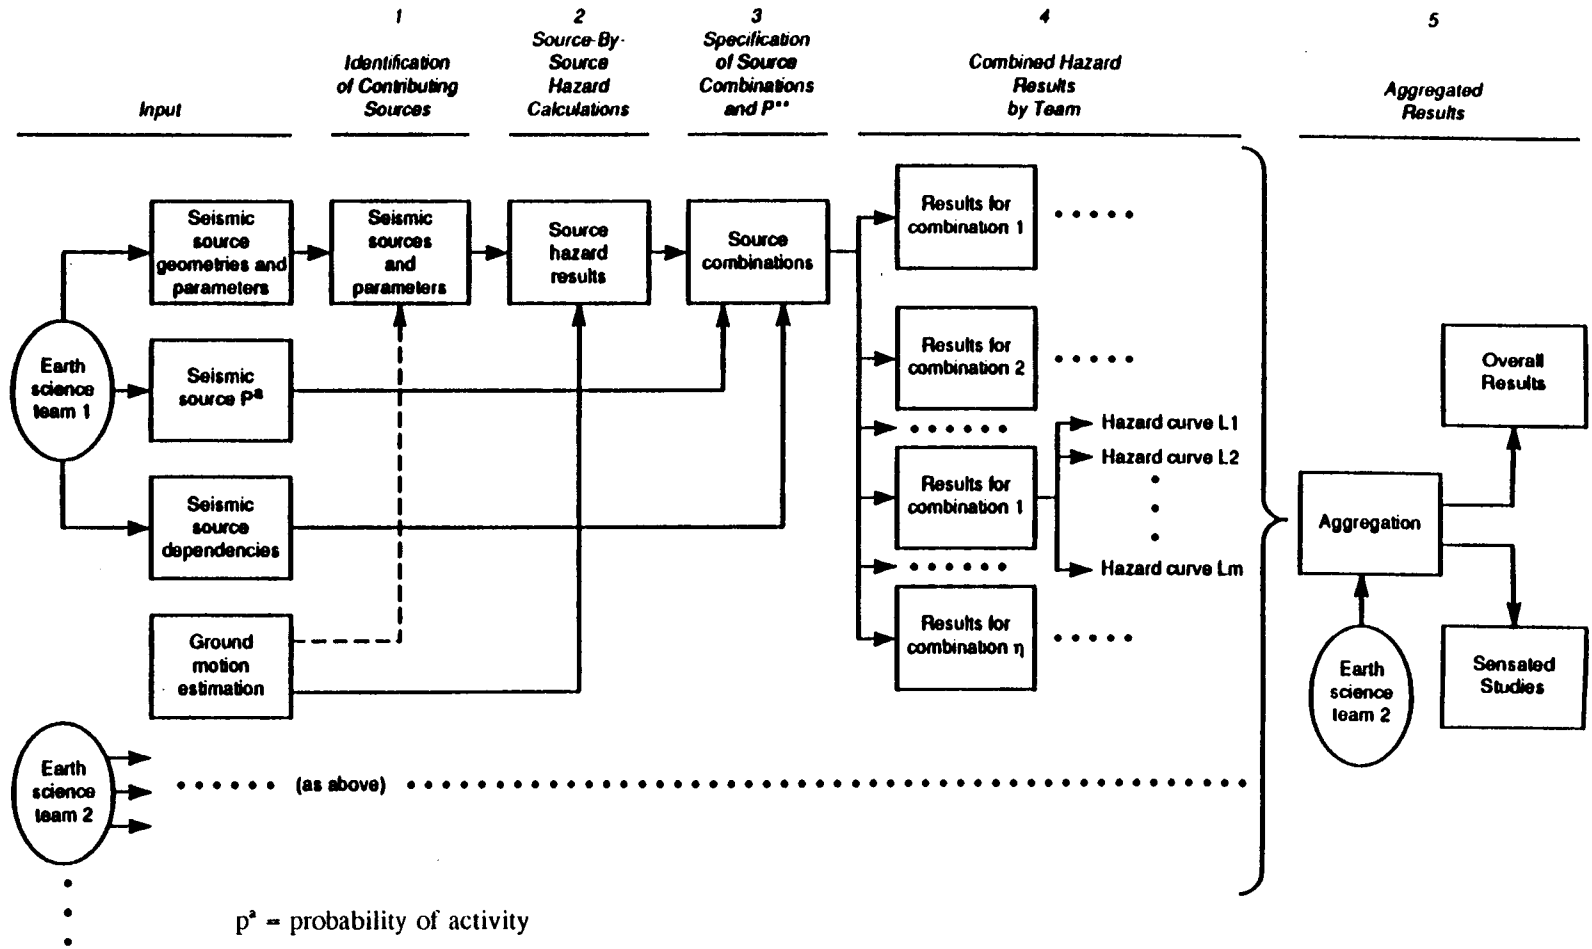 1
2
3
4
5
Input
Identification
of Contributing
Sources
Source-By-
Source
Hazard
Calculations
Specification
of Source
Combinations
and P**
Combined Hazard
Results
by Team
Aggregated
Results
Seismic
source
geometries and
parameters
Seismic
sources
and
parameters
Source
hazard
results
Source
combinations
Results for
combination 1
Earth
science
team 1
Seismic
source Pª
Results for
combination 2
Overall
Results
Hazard curve L1
Hazard curve L2
Seismic
source
dependencies
Results for
combination 1
Hazard curve Lm
Aggregation
Ground
motion
estimation
Results for
combination η
Earth
science
team 2
Sensated
Studies
Earth
science
team 2
(as above)
pª = probability of activity